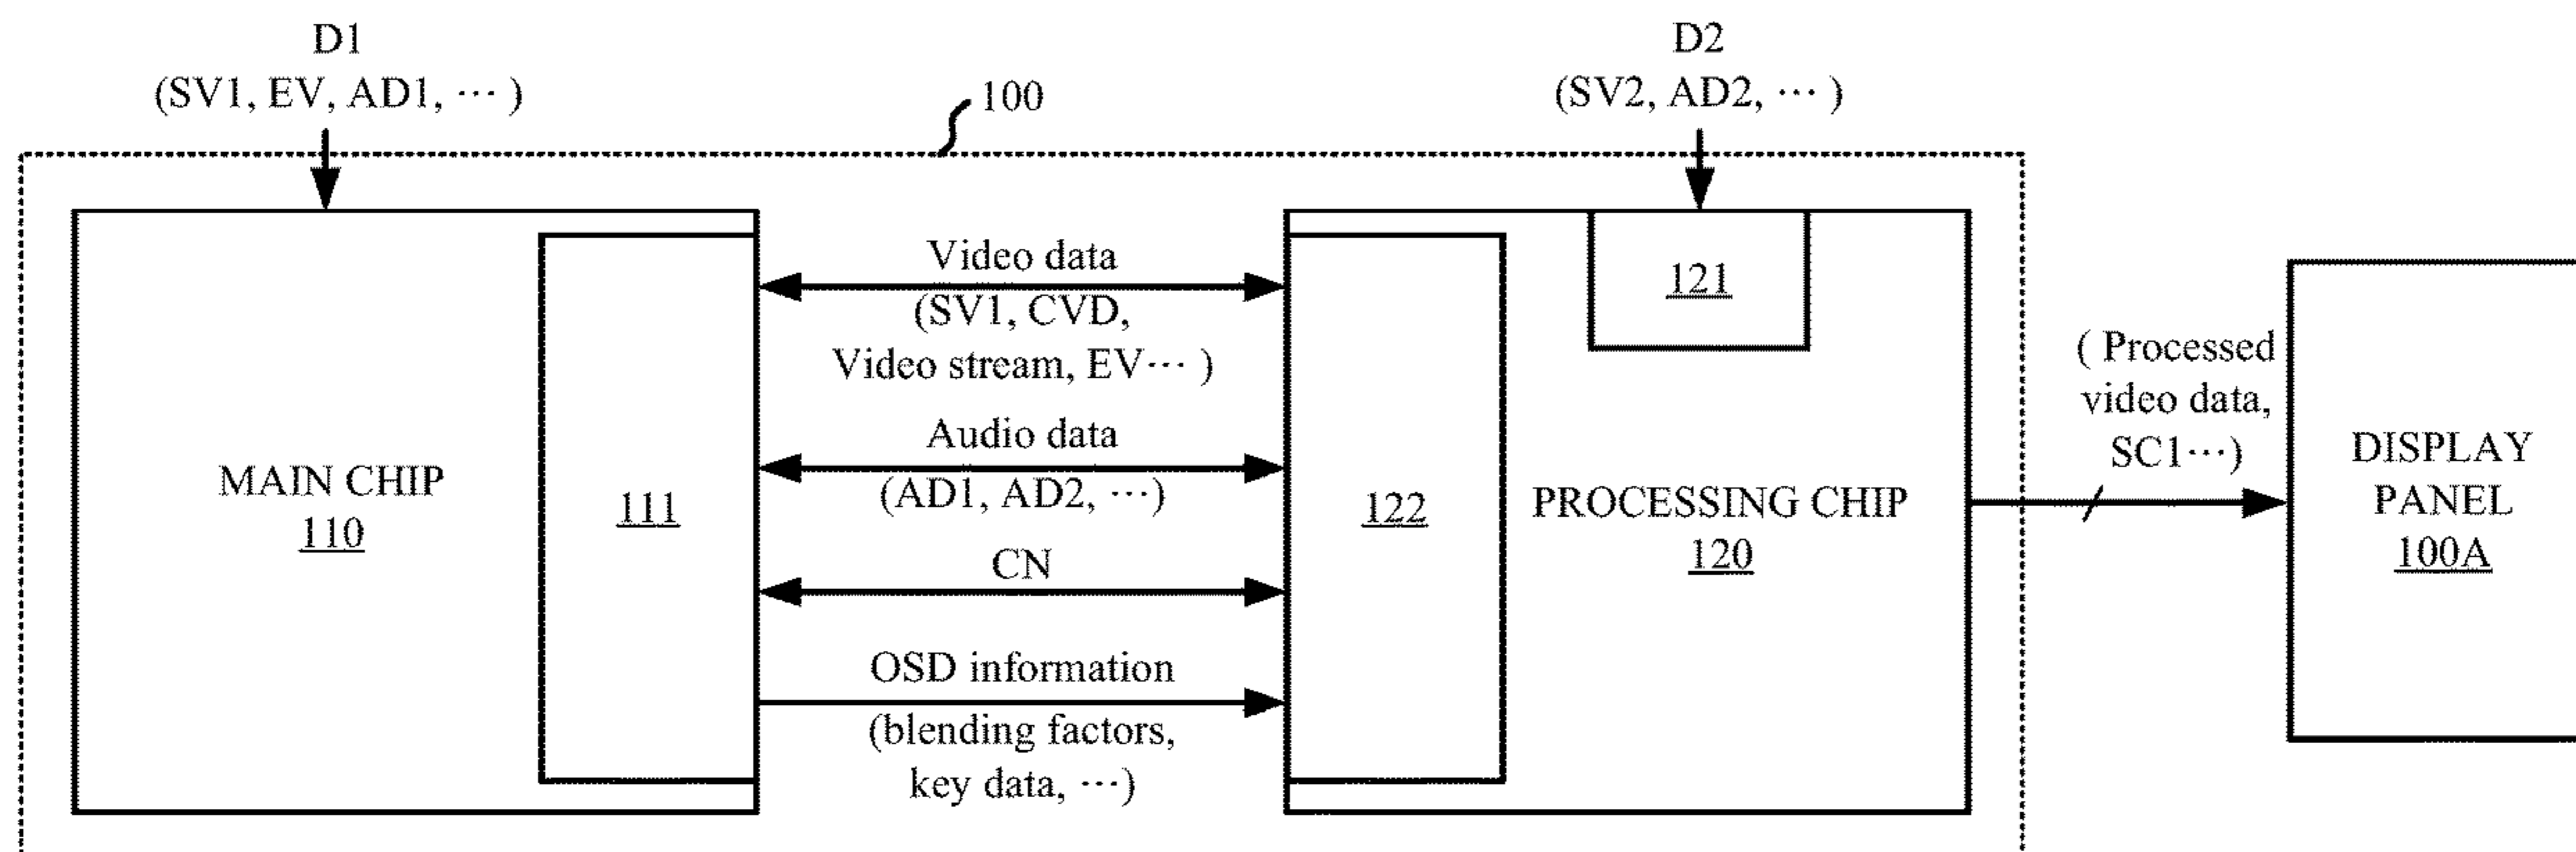 D1
(SV1, EV, AD1, ··· )
100
D2
(SV2, AD2, ··· )
MAIN CHIP
110
111
Video data
(SV1, CVD,
Video stream, EV··· )
Audio data
(AD1, AD2, ···)
CN
OSD information
(blending factors,
key data, ···)
121
122
PROCESSING CHIP
120
( Processed
video data,
SC1···)
DISPLAY
PANEL
100A